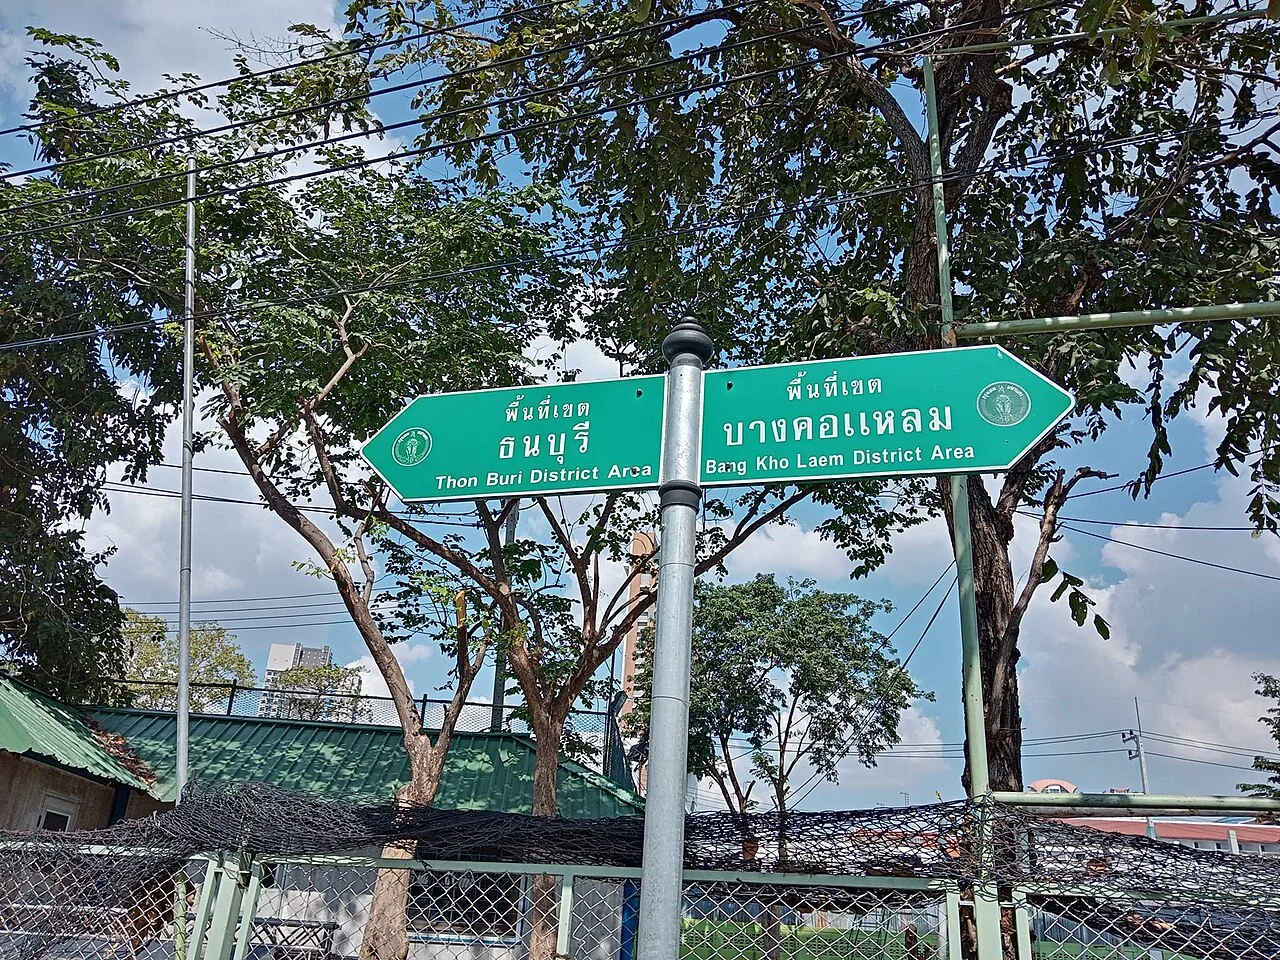 พื้นที่เขต
ธนบุรี
Thon Buri District Area
พื้นที่เขต
บางคอแหลม
Bang Kho Laem District Area